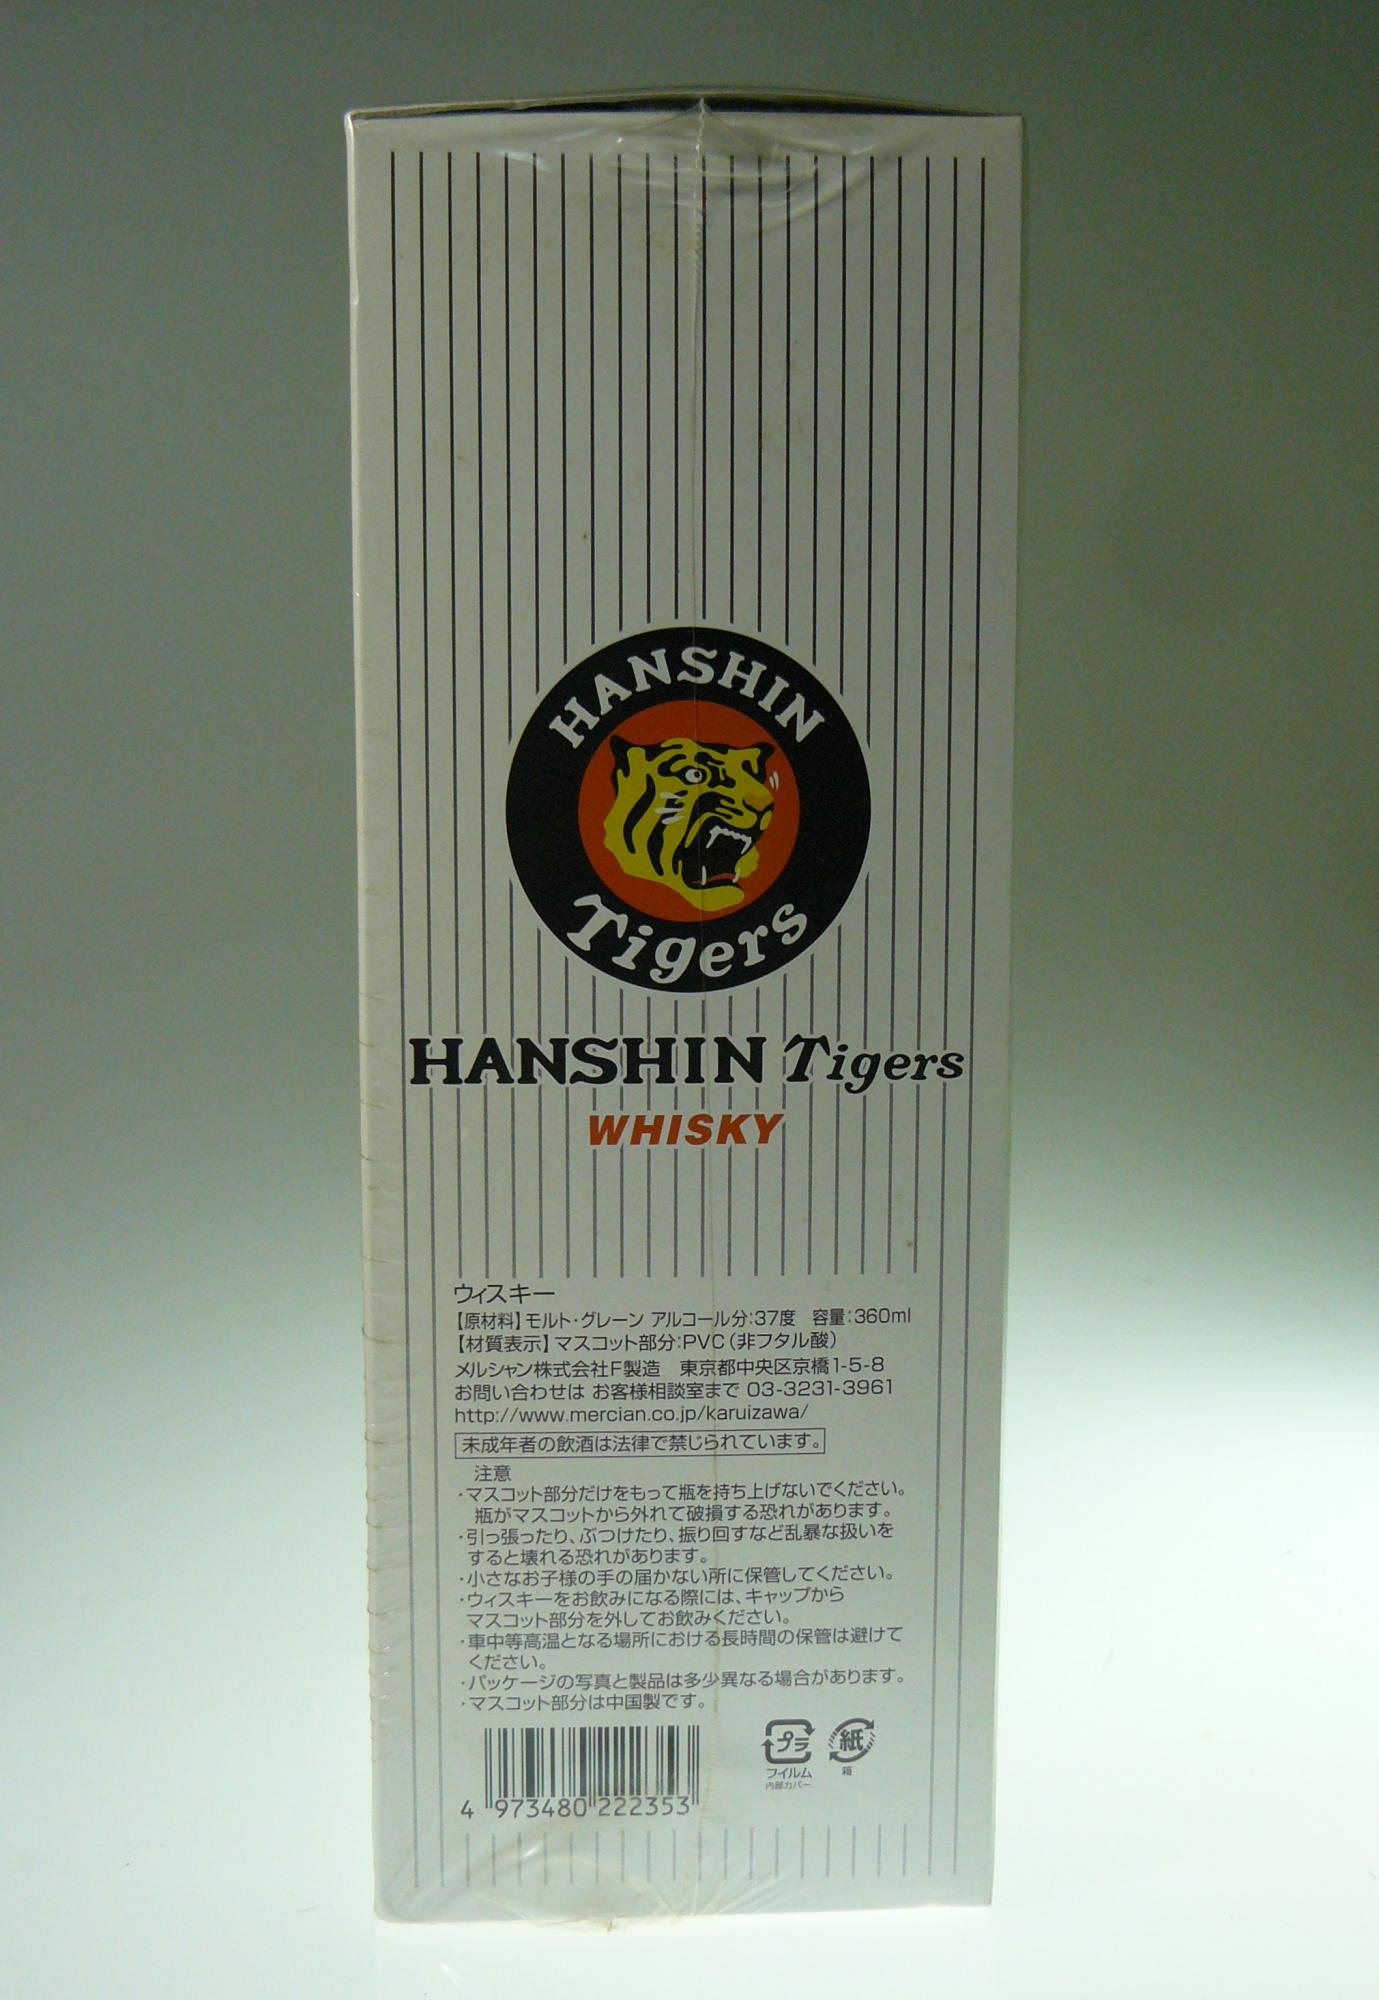 HANSHIN
Tigers
HANSHIN Tigers
WHISKY
ウィスキー
【原材料】モルト・グレーン アルコール分:37度 容量:360ml
【材質表示】マスコット部分:PVC(非フタル酸)
メルシャン株式会社F製造 東京都中央区京橋1-5-8
お問い合わせは お客様相談室まで 03-3231-3961
http://www.mercian.co.jp/karuizawa/
未成年者の飲酒は法律で禁じられています。
注意
・マスコット部分だけをもって瓶を持ち上げないでください。
瓶がマスコットから外れて破損する恐れがあります。
・引っ張ったり、ぶつけたり、振り回すなど乱暴な扱いを
すると壊れる恐れがあります。
・小さなお子様の手の届かない所に保管してください。
・ウィスキーをお飲みになる際には、キャップから
マスコット部分を外してお飲みください。
・車中等高温となる場所における長時間の保管は避けて
ください。
・パッケージの写真と製品は多少異なる場合があります。
・マスコット部分は中国製です。
プラ 紙
フィルム 箱
内部カバー
4 973480 222353